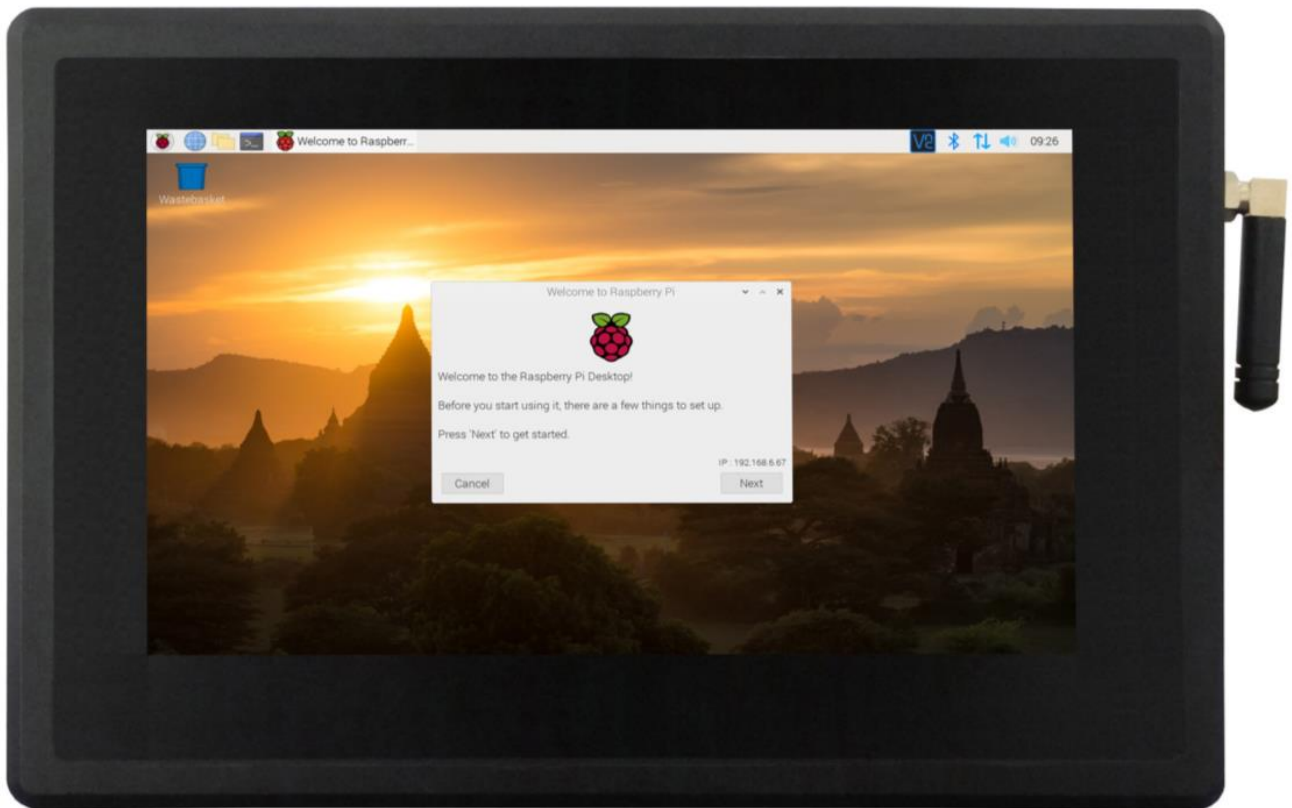 >_
Welcome to Raspberr...
V2
09:26
Wastebasket
Welcome to Raspberry Pi
Welcome to the Raspberry Pi Desktop!
Before you start using it, there are a few things to set up.
Press 'Next' to get started.
IP : 192.168.6.67
Cancel
Next